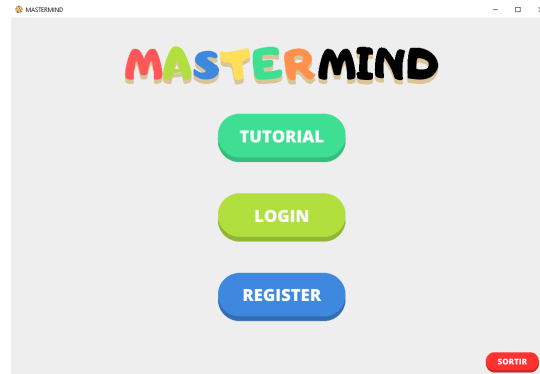 MASTERMIND
MASTERMIND
TUTORIAL
LOGIN
REGISTER
SORTIR